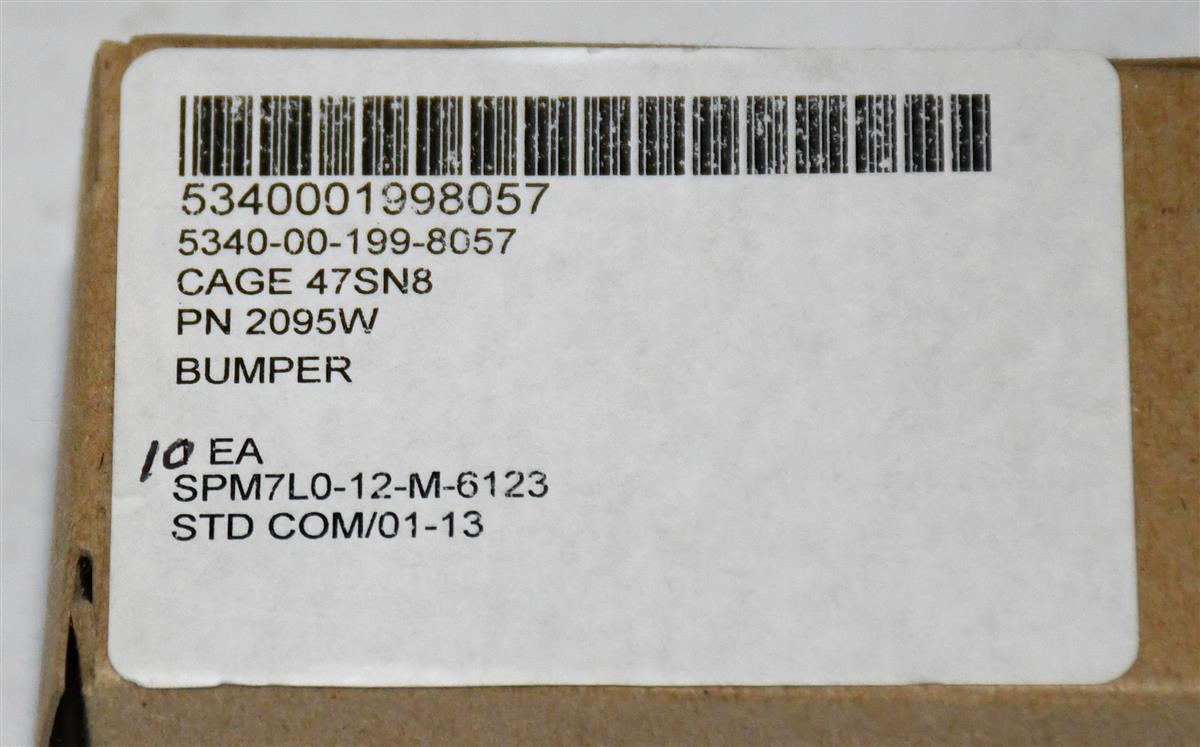 5340001998057
5340-00-199-8057
CAGE 47SN8
PN 2095W
BUMPER
10 EA
SPM7L0-12-M-6123
STD COM/01-13